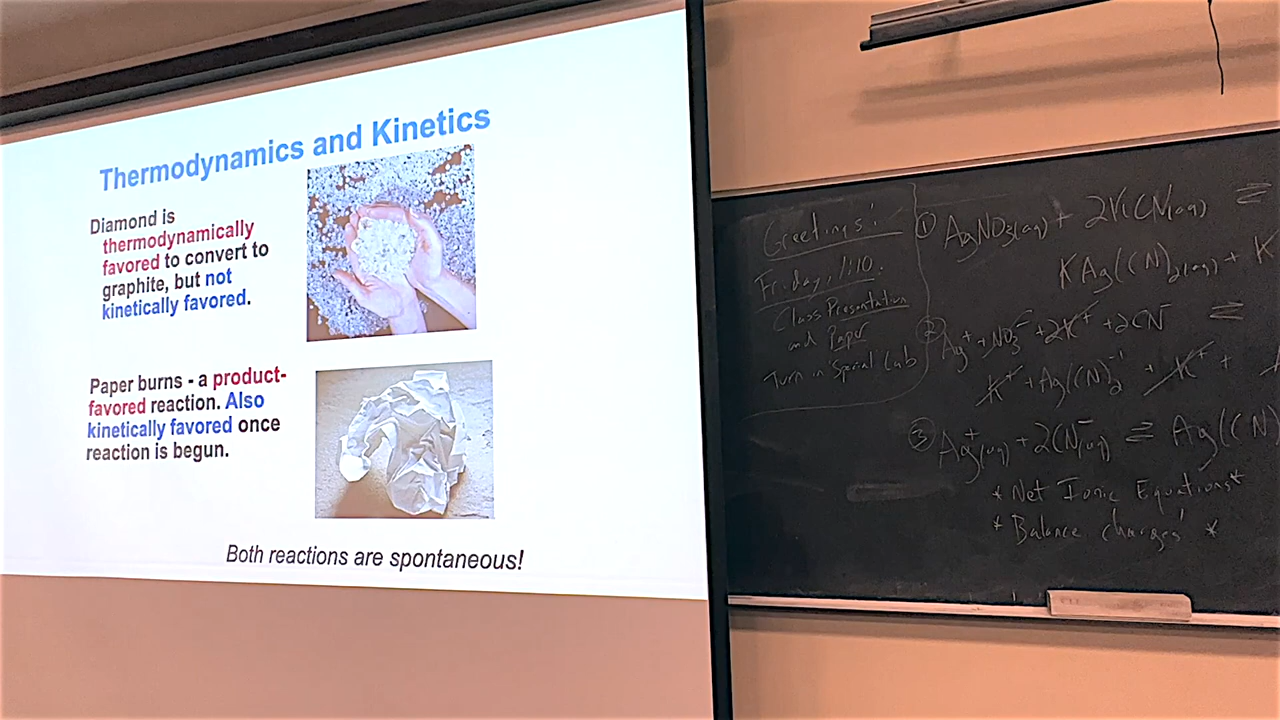 Thermodynamics and Kinetics
Diamond is
thermodynamically
favored to convert to
graphite, but not
kinetically favored.
Paper burns - a product-
favored reaction. Also
kinetically favored once
reaction is begun.
Both reactions are spontaneous!
Greetings!
Friday, 1:10.
Class Presentation
and Paper
Turn in Special Lab
① AgNO3(aq) + 2KCN(aq) ⇌
KAg(CN)2(aq) + K
② Ag+ + NO3- + 2K+ + 2CN- ⇌
K+ + Ag(CN)2-1 + K+ +
③ Ag+(aq) + 2CN-(aq) ⇌ Ag(CN)
* Net Ionic Equations *
* Balance charges! *